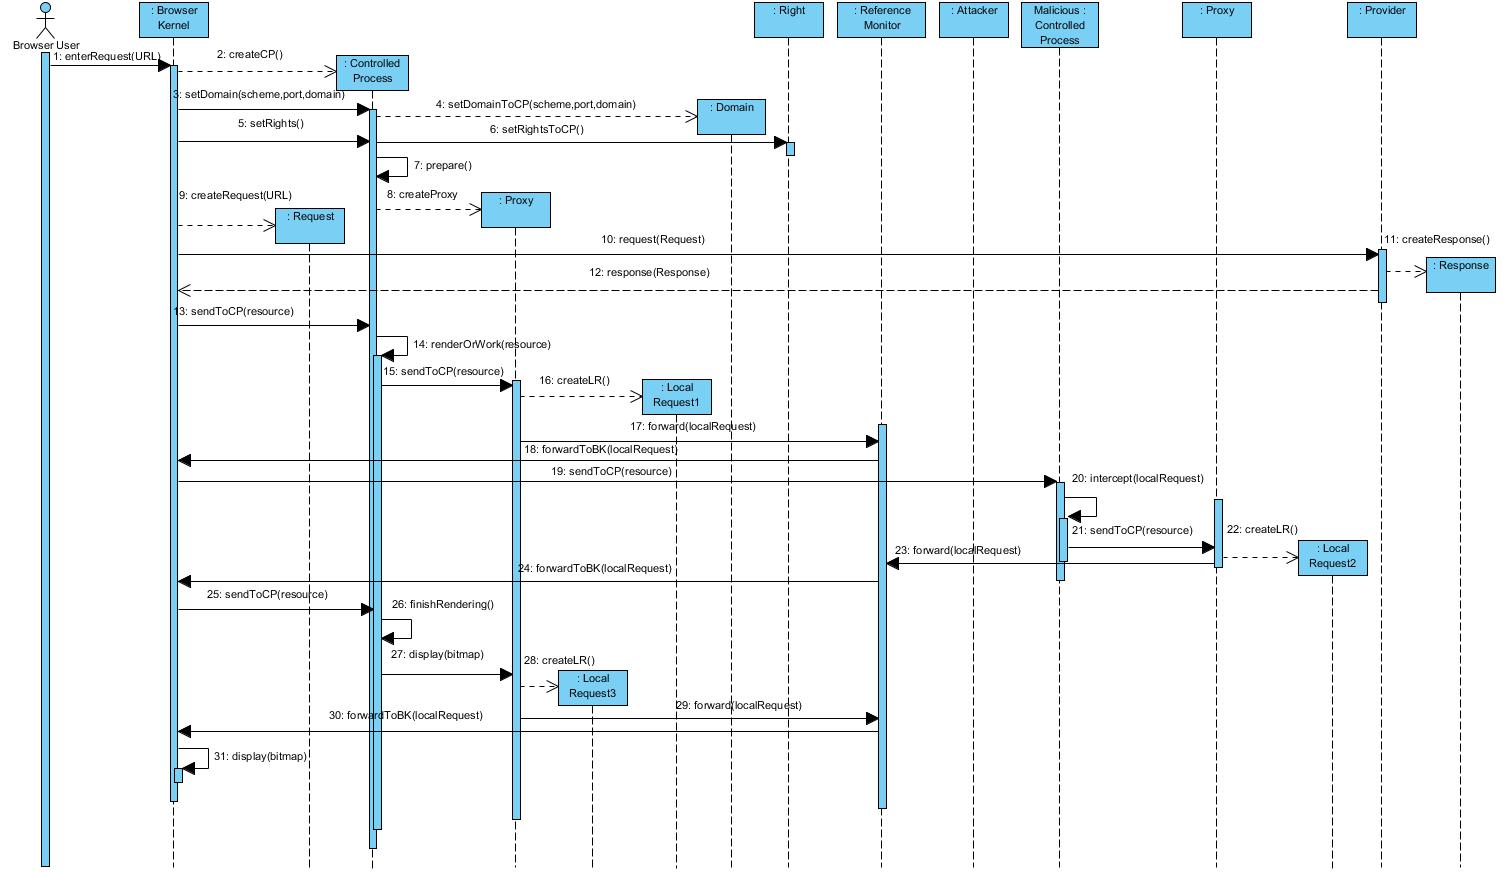 : Browser
Kernel
: Right
: Reference
Monitor
: Attacker
Malicious :
Controlled
Process
: Proxy
: Provider
Browser User
1: enterRequest(URL)
2: createCP()
: Controlled
Process
3: setDomain(scheme,port,domain)
4: setDomainToCP(scheme,port,domain)
: Domain
5: setRights()
6: setRightsToCP()
7: prepare()
8: createProxy
: Proxy
9: createRequest(URL)
: Request
10: request(Request)
11: createResponse()
: Response
12: response(Response)
13: sendToCP(resource)
14: renderOrWork(resource)
15: sendToCP(resource)
16: createLR()
: Local
Request1
17: forward(localRequest)
18: forwardToBK(localRequest)
19: sendToCP(resource)
20: intercept(localRequest)
21: sendToCP(resource)
22: createLR()
: Local
Request2
23: forward(localRequest)
24: forwardToBK(localRequest)
25: sendToCP(resource)
26: finishRendering()
27: display(bitmap)
28: createLR()
: Local
Request3
29: forward(localRequest)
30: forwardToBK(localRequest)
31: display(bitmap)